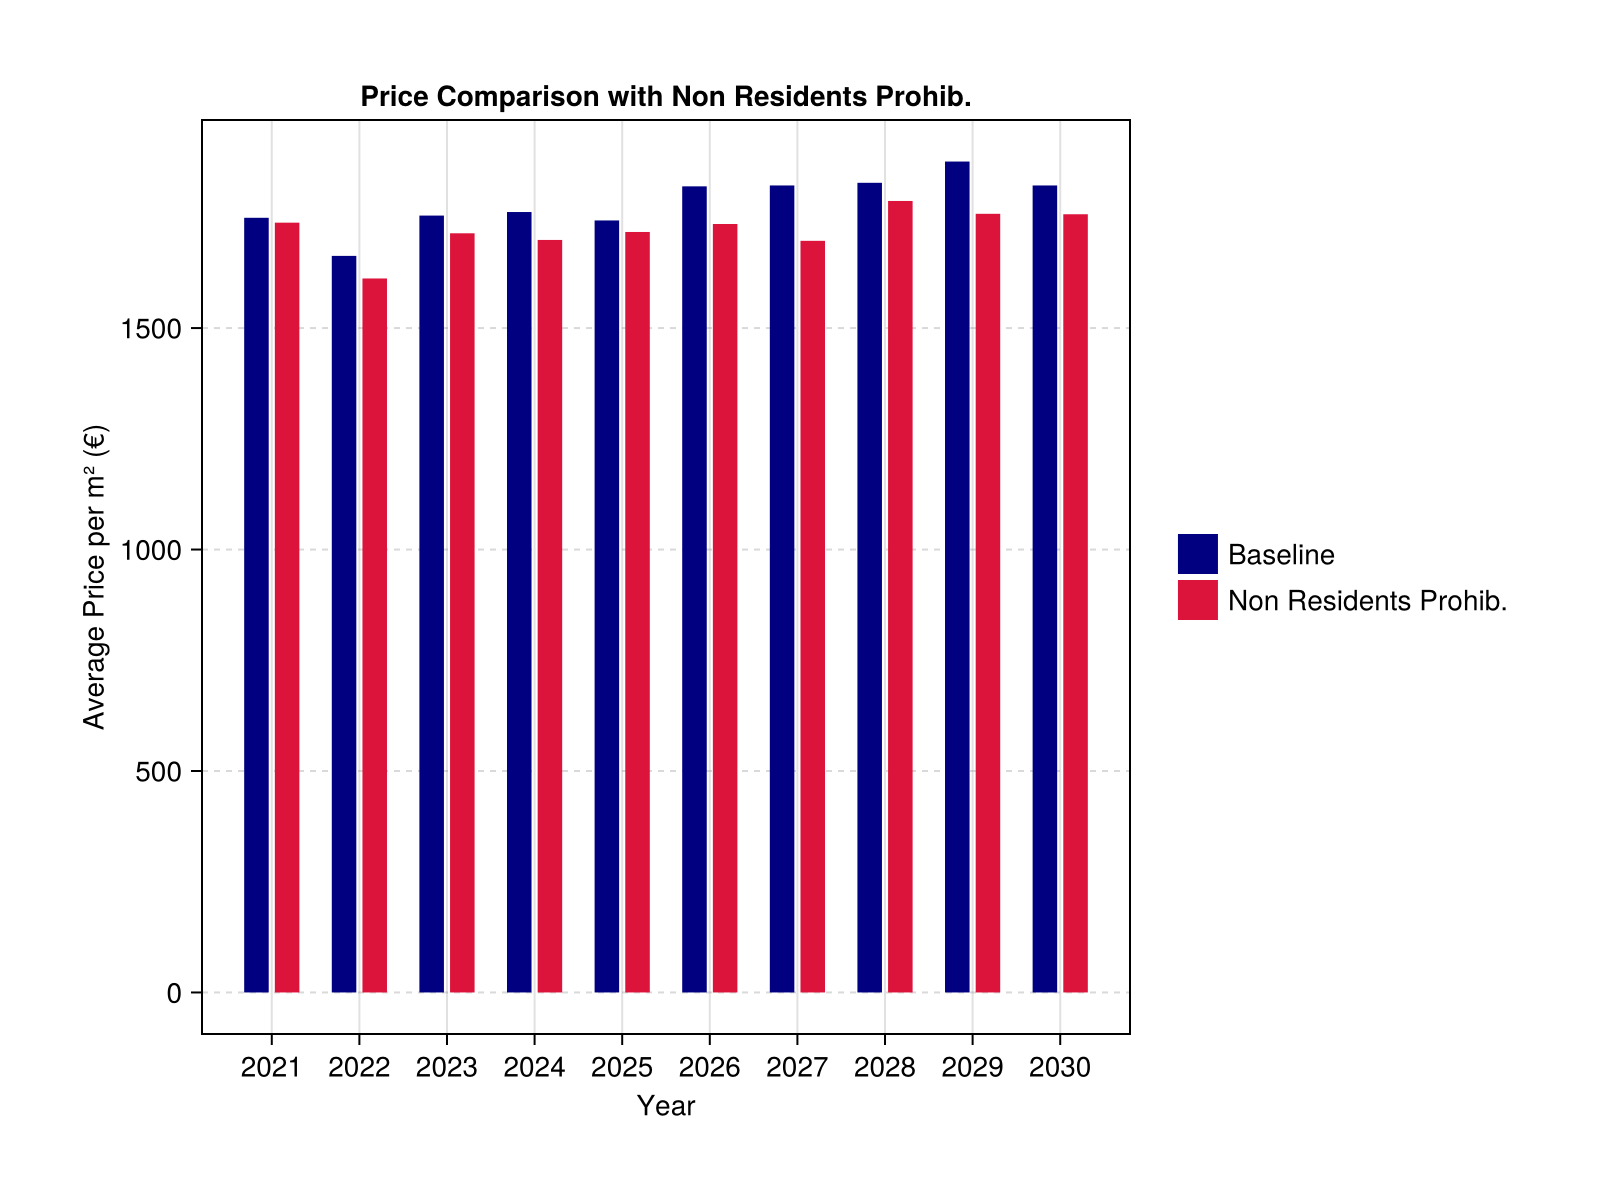 Price Comparison with Non Residents Prohib.
Average Price per m² (€)
1500
1000
500
0
2021 2022 2023 2024 2025 2026 2027 2028 2029 2030
Year
Baseline
Non Residents Prohib.